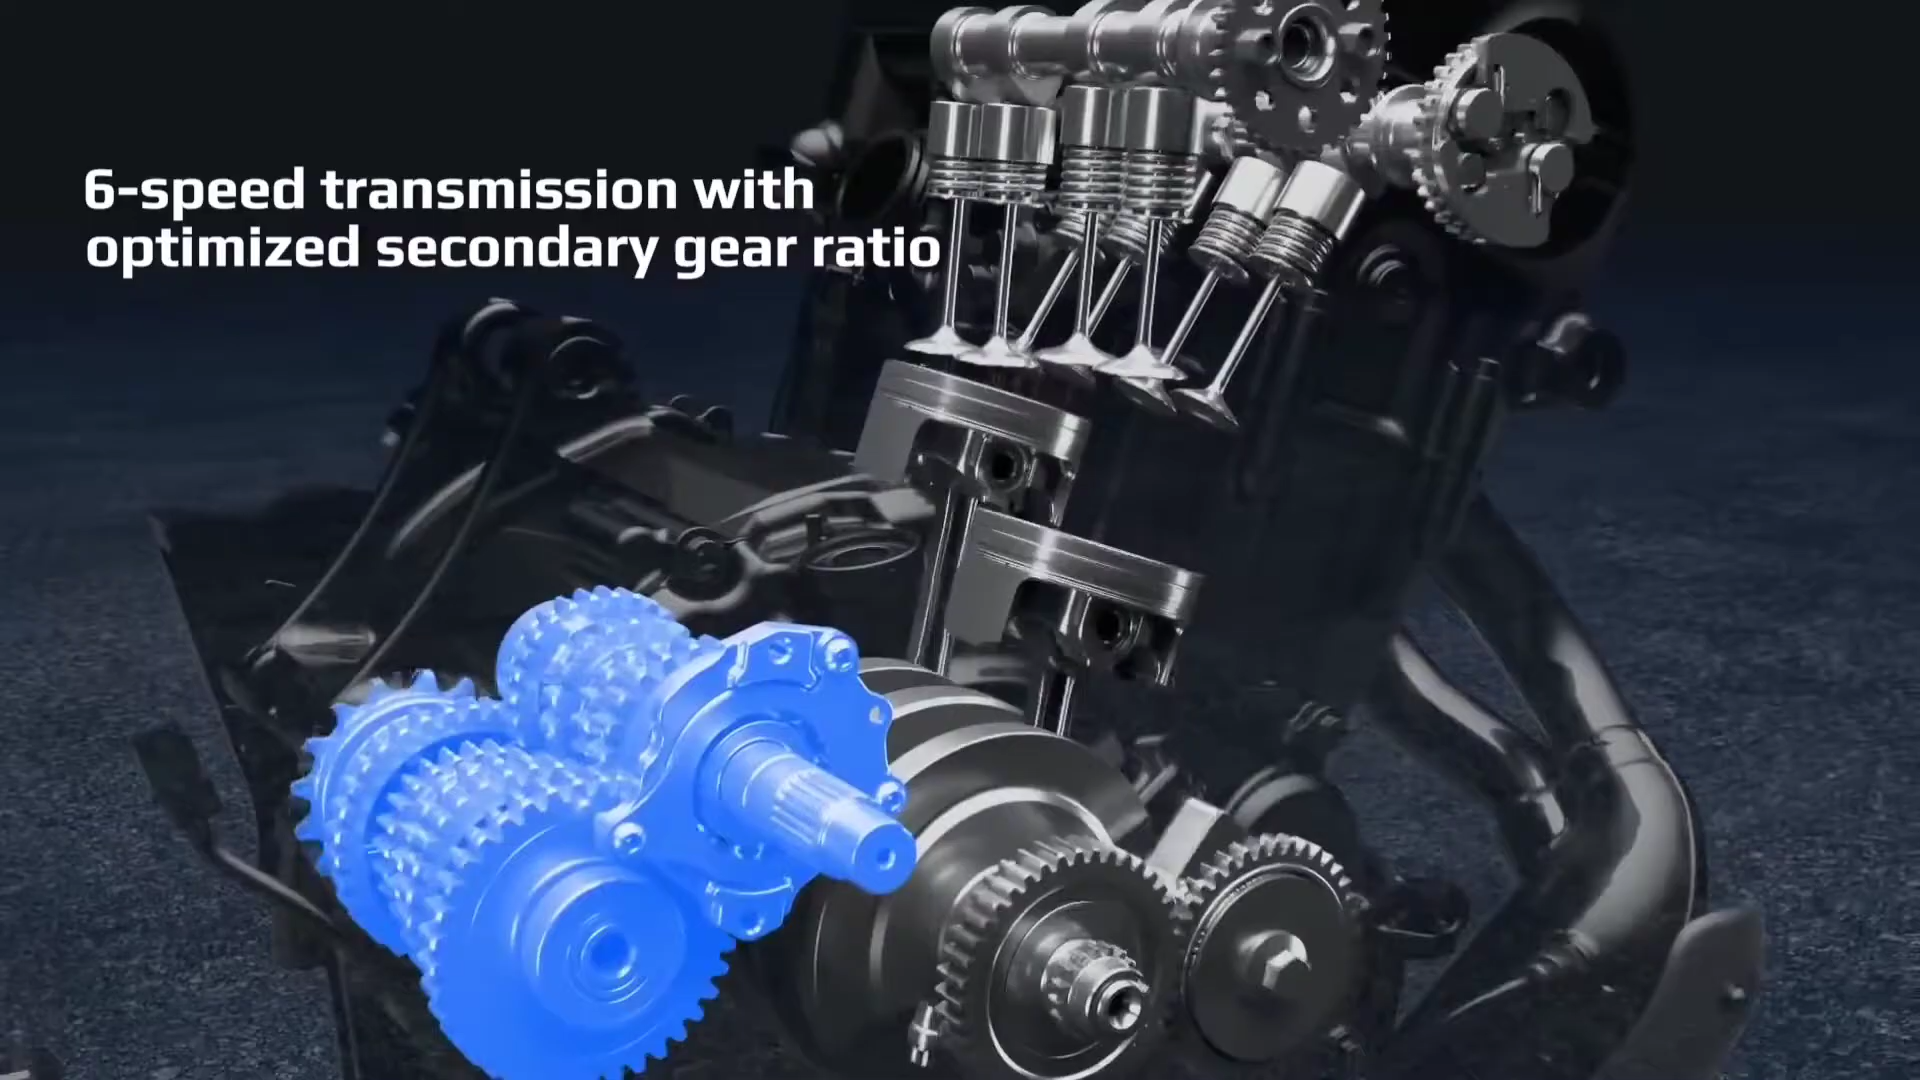 6-speed transmission with
optimized secondary gear ratio